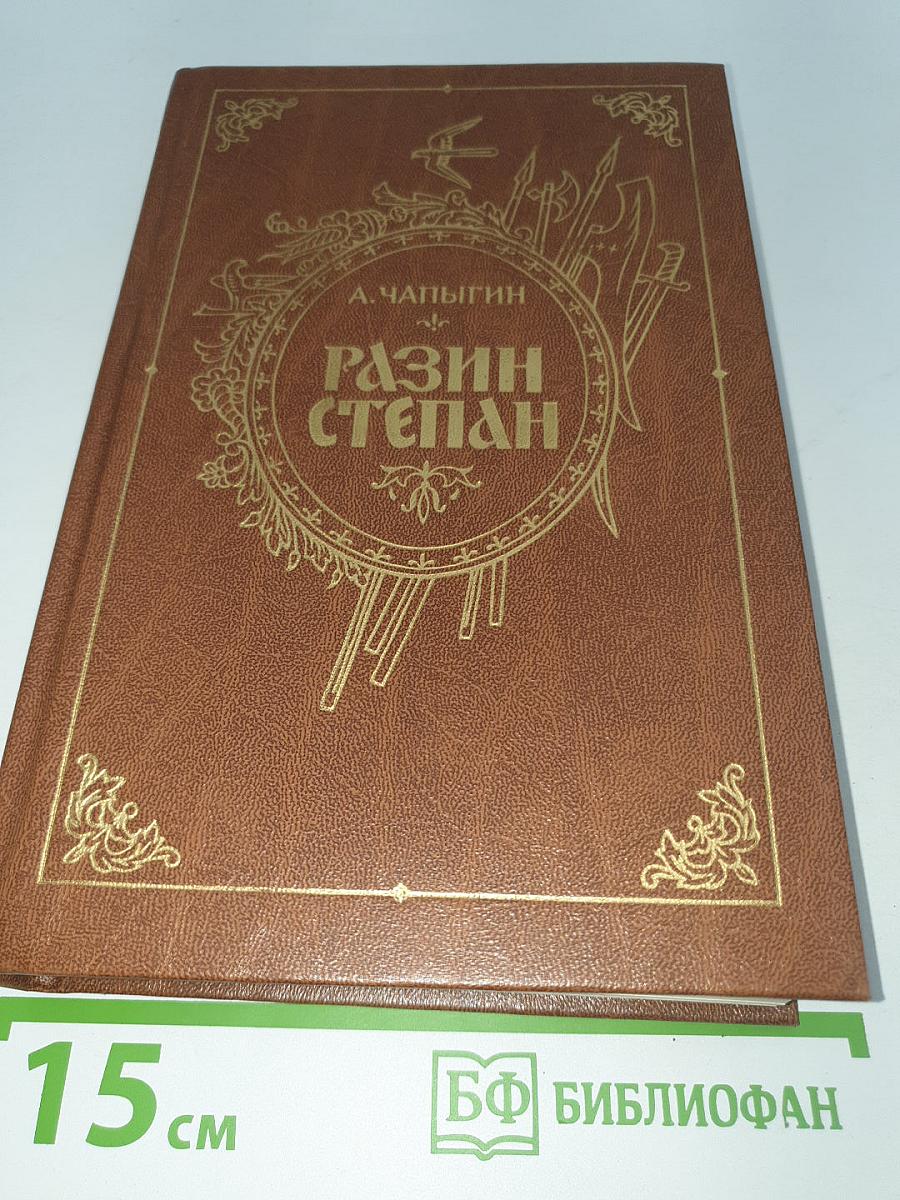 А. ЧАПЫГИН
РАЗИН
СТЕПАН
15 см
БФ БИБЛИОФАН